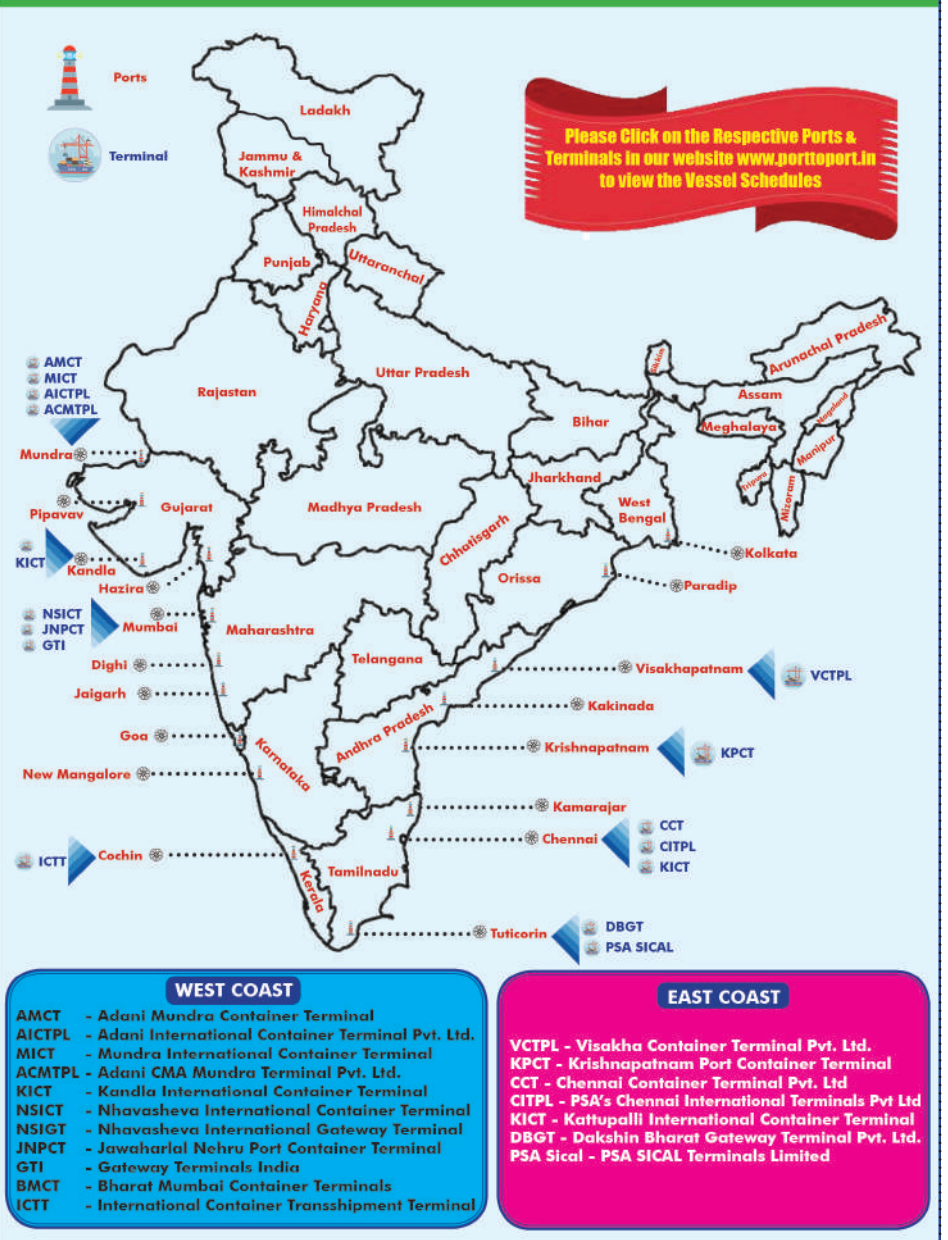 Ports
Terminal
Please Click on the Respective Ports &
Terminals in our website www.porttoport.in
to view the Vessel Schedules
Ladakh
Jammu &
Kashmir
Himalchal
Pradesh
Punjab
Uttaranchal
Haryana
Rajastan
Uttar Pradesh
Sikkim
Arunachal Pradesh
Assam
Nagaland
Meghalaya
Manipur
Tripura
Mizoram
Bihar
Jharkhand
West
Bengal
Gujarat
Madhya Pradesh
Chhatisgarh
Orissa
Maharashtra
Telangana
Andhra Pradesh
Karnataka
Tamilnadu
Kerala
AMCT
MICT
AICTPL
ACMTPL
Mundra
Pipavav
KICT
Kandla
Hazira
NSICT
JNPCT
GTI
Mumbai
Dighi
Jaigarh
Goa
New Mangalore
ICTT
Cochin
Kolkata
Paradip
Visakhapatnam
VCTPL
Kakinada
Krishnapatnam
KPCT
Kamarajar
Chennai
CCT
CITPL
KICT
Tuticorin
DBGT
PSA SICAL
WEST COAST
AMCT - Adani Mundra Container Terminal
AICTPL - Adani International Container Terminal Pvt. Ltd.
MICT - Mundra International Container Terminal
ACMTPL - Adani CMA Mundra Terminal Pvt. Ltd.
KICT - Kandla International Container Terminal
NSICT - Nhavasheva International Container Terminal
NSIGT - Nhavasheva International Gateway Terminal
JNPCT - Jawaharlal Nehru Port Container Terminal
GTI - Gateway Terminals India
BMCT - Bharat Mumbai Container Terminals
ICTT - International Container Transshipment Terminal
EAST COAST
VCTPL - Visakha Container Terminal Pvt. Ltd.
KPCT - Krishnapatnam Port Container Terminal
CCT - Chennai Container Terminal Pvt. Ltd
CITPL - PSA's Chennai International Terminals Pvt Ltd
KICT - Kattupalli International Container Terminal
DBGT - Dakshin Bharat Gateway Terminal Pvt. Ltd.
PSA Sical - PSA SICAL Terminals Limited